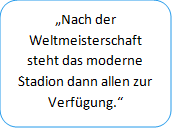 „Nach der
Weltmeisterschaft
steht das moderne
Stadion dann allen zur
Verfügung.“